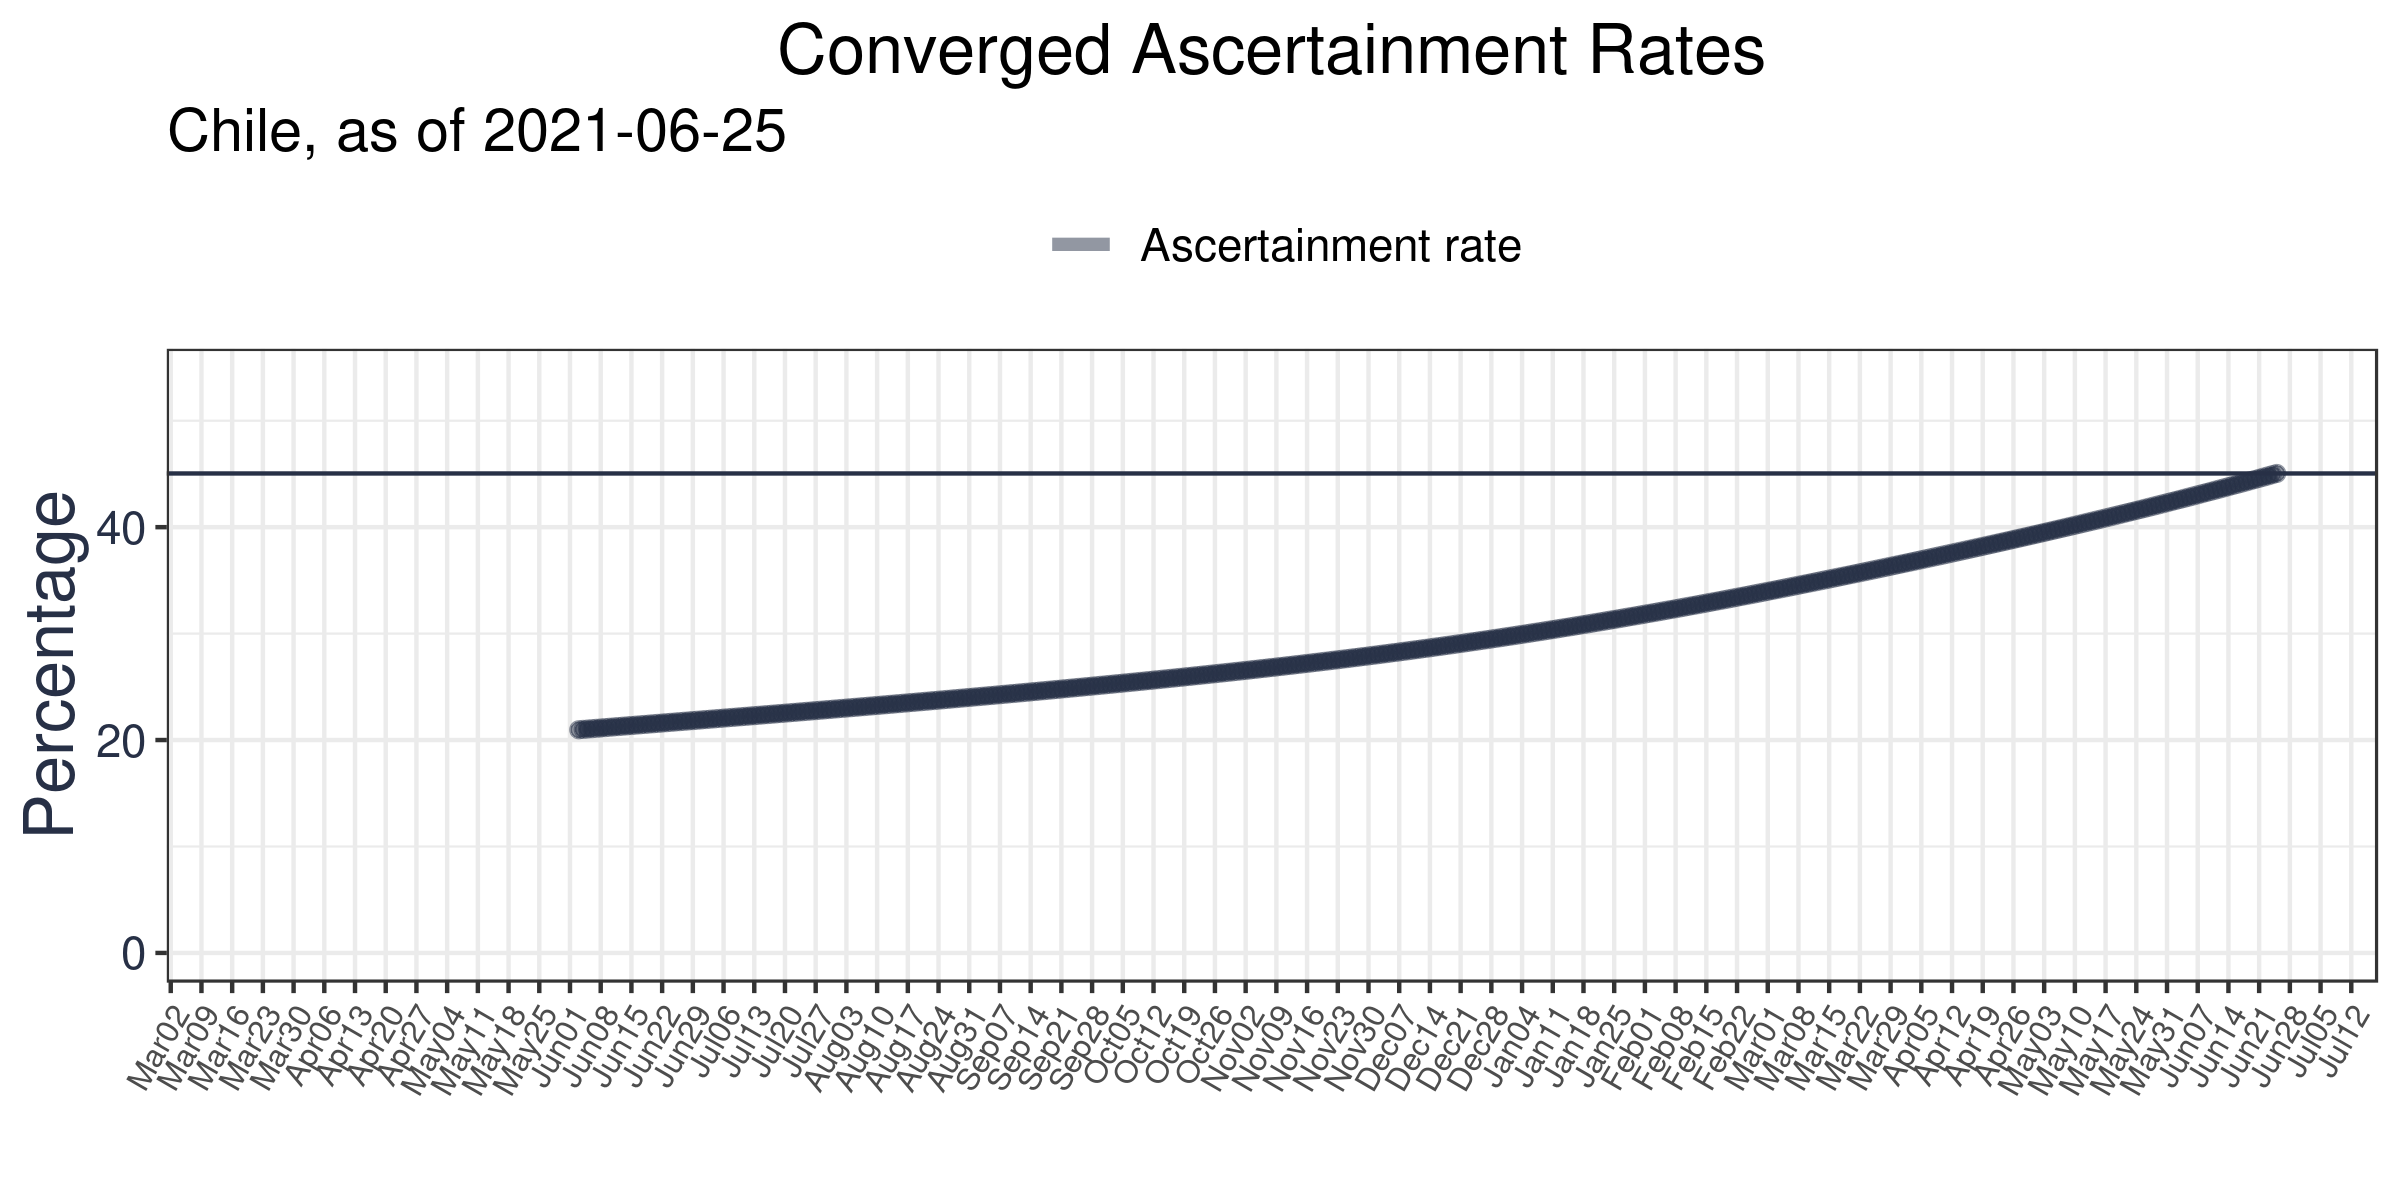 Converged Ascertainment Rates
Chile, as of 2021-06-25
Ascertainment rate
Percentage
40
20
0
Mar02
Mar09
Mar16
Mar23
Mar30
Apr06
Apr13
Apr20
Apr27
May04
May11
May18
May25
Jun01
Jun08
Jun15
Jun22
Jun29
Jul06
Jul13
Jul20
Jul27
Aug03
Aug10
Aug17
Aug24
Aug31
Sep07
Sep14
Sep21
Sep28
Oct05
Oct12
Oct19
Oct26
Nov02
Nov09
Nov16
Nov23
Nov30
Dec07
Dec14
Dec21
Dec28
Jan04
Jan11
Jan18
Jan25
Feb01
Feb08
Feb15
Feb22
Mar01
Mar08
Mar15
Mar22
Mar29
Apr05
Apr12
Apr19
Apr26
May03
May10
May17
May24
May31
Jun07
Jun14
Jun21
Jun28
Jul05
Jul12